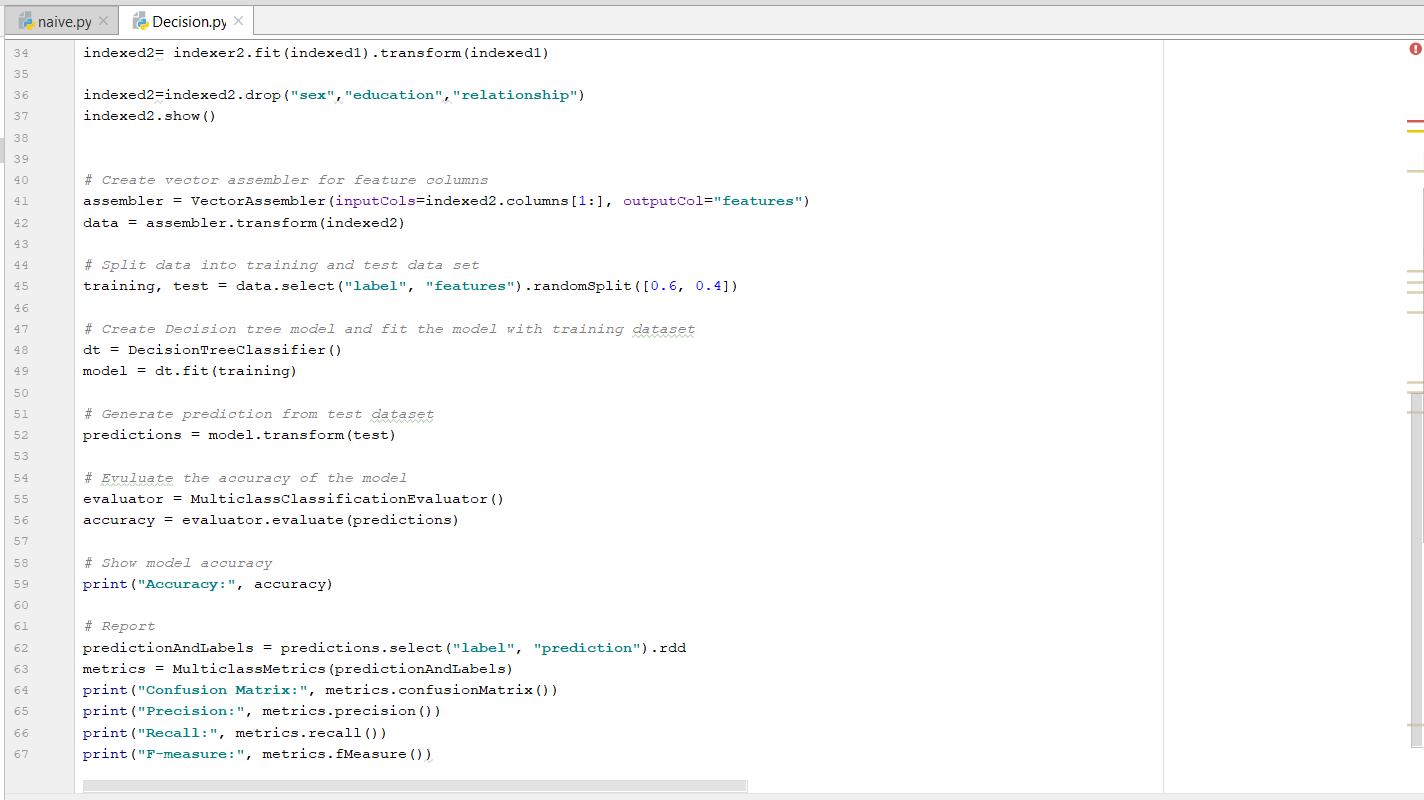 naive.py Decision.py
34 indexed2= indexer2.fit(indexed1).transform(indexed1)
35
36 indexed2=indexed2.drop("sex","education","relationship")
37 indexed2.show()
38
39
40 # Create vector assembler for feature columns
41 assembler = VectorAssembler(inputCols=indexed2.columns[1:], outputCol="features")
42 data = assembler.transform(indexed2)
43
44 # Split data into training and test data set
45 training, test = data.select("label", "features").randomSplit([0.6, 0.4])
46
47 # Create Decision tree model and fit the model with training dataset
48 dt = DecisionTreeClassifier()
49 model = dt.fit(training)
50
51 # Generate prediction from test dataset
52 predictions = model.transform(test)
53
54 # Evuluate the accuracy of the model
55 evaluator = MulticlassClassificationEvaluator()
56 accuracy = evaluator.evaluate(predictions)
57
58 # Show model accuracy
59 print("Accuracy:", accuracy)
60
61 # Report
62 predictionAndLabels = predictions.select("label", "prediction").rdd
63 metrics = MulticlassMetrics(predictionAndLabels)
64 print("Confusion Matrix:", metrics.confusionMatrix())
65 print("Precision:", metrics.precision())
66 print("Recall:", metrics.recall())
67 print("F-measure:", metrics.fMeasure())